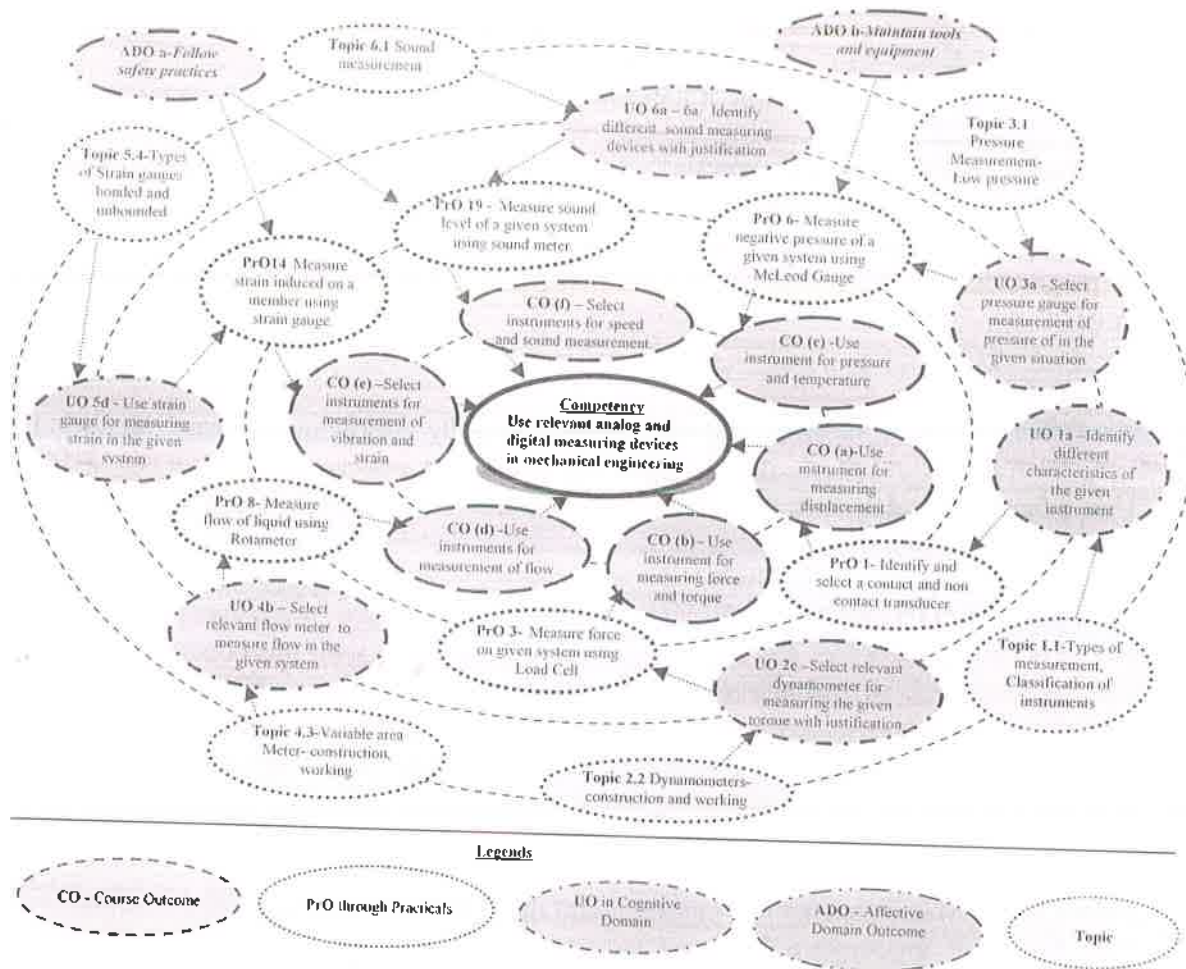 ADO a-Follow
safety practices
Topic 6.1 Sound
measurement
ADO b-Maintain tools
and equipment
UO 6a – 6a Identify
different sound measuring
devices with justification
Topic 3.1
Pressure
Measurement-
Low pressure
Topic 5.4-Types
of Strain gauges
bonded and
unbounded
PrO 19 - Measure sound
level of a given system
using sound meter.
PrO 6- Measure
negative pressure of a
given system using
McLeod Gauge
PrO14 Measure
strain induced on a
member using
strain gauge.
UO 3a - Select
pressure gauge for
measurement of
pressure of in the
given situation
CO (f) – Select
instruments for speed
and sound measurement
CO (c) -Use
instrument for pressure
and temperature
UO 5d - Use strain
gauge for measuring
strain in the given
system
CO (e) –Select
instruments for
measurement of
vibration and
strain
Competency
Use relevant analog and
digital measuring devices
in mechanical engineering
CO (a)-Use
instrument for
measuring
displacement
UO 1a – Identify
different
characteristics of
the given
instrument
PrO 8- Measure
flow of liquid using
Rotameter
CO (d) -Use
instruments for
measurement of flow
CO (b) – Use
instrument for
measuring force
and torque
PrO 1- Identify and
select a contact and non
contact transducer
UO 4b – Select
relevant flow meter to
measure flow in the
given system
PrO 3- Measure force
on given system using
Load Cell
UO 2c –Select relevant
dynamometer for
measuring the given
torque with justification
Topic 1.1-Types of
measurement,
Classification of
instruments
Topic 4.3-Variable area
Meter- construction,
working
Topic 2.2 Dynamometers-
construction and working
Legends
CO - Course Outcome
PrO through Practicals
UO in Cognitive
Domain
ADO - Affective
Domain Outcome
Topic